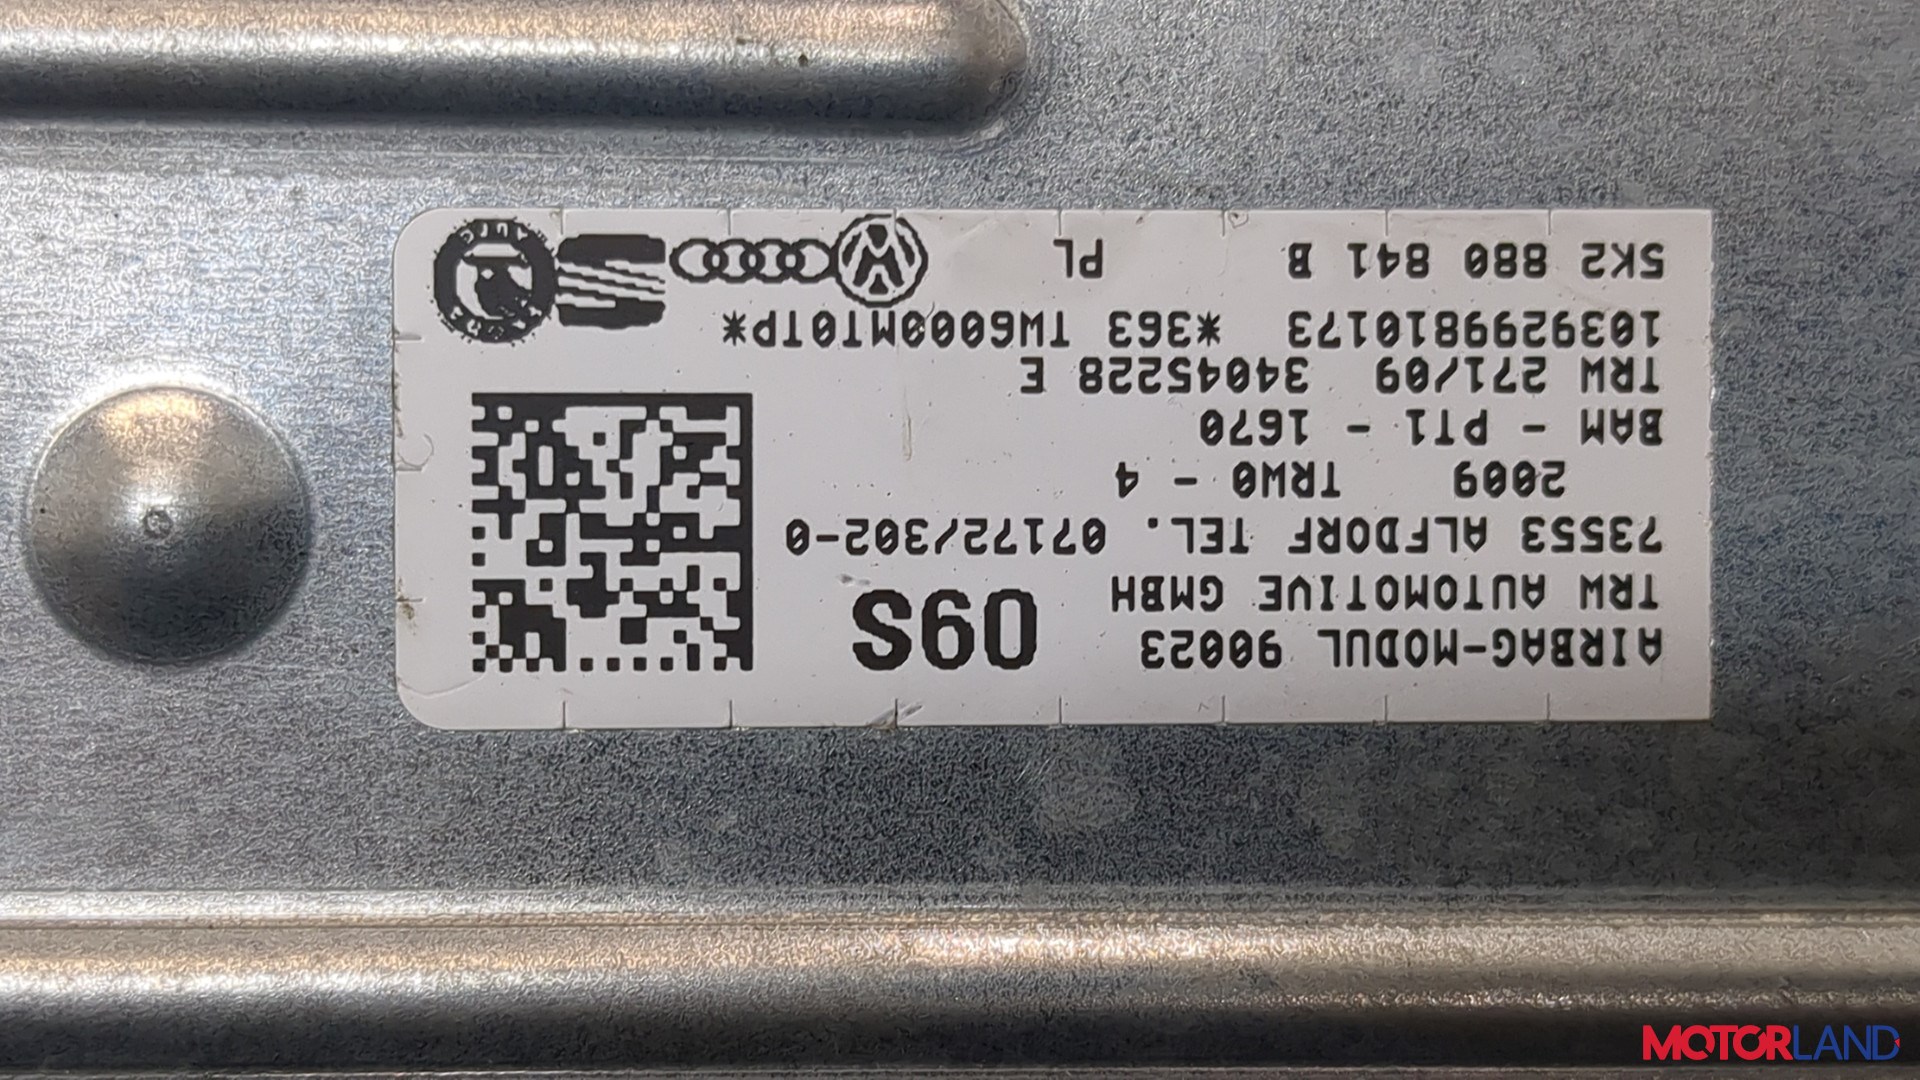 AIRBAG-MODUL 90023 09S
TRW AUTOMOTIVE GMBH
73553 ALFDORF TEL. 07172/302-0
2009 TRW0 - 4
BAM - PT1 - 1670
TRW 271/09 34045228 E
1039299810173 *363 TW6000MT0TP*
5K2 880 841 B PL
MOTORLAND